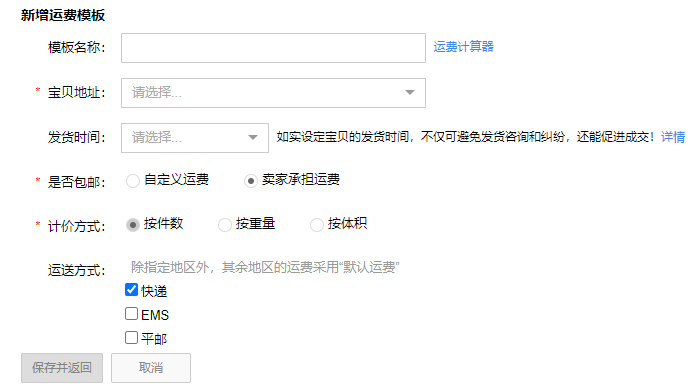 新增运费模板
模板名称： 运费计算器
* 宝贝地址： 请选择...
发货时间： 请选择... 如实设定宝贝的发货时间，不仅可避免发货咨询和纠纷，还能促进成交！详情
* 是否包邮： 自定义运费 卖家承担运费
* 计价方式： 按件数 按重量 按体积
运送方式： 除指定地区外，其余地区的运费采用“默认运费”
快递
EMS
平邮
保存并返回 取消